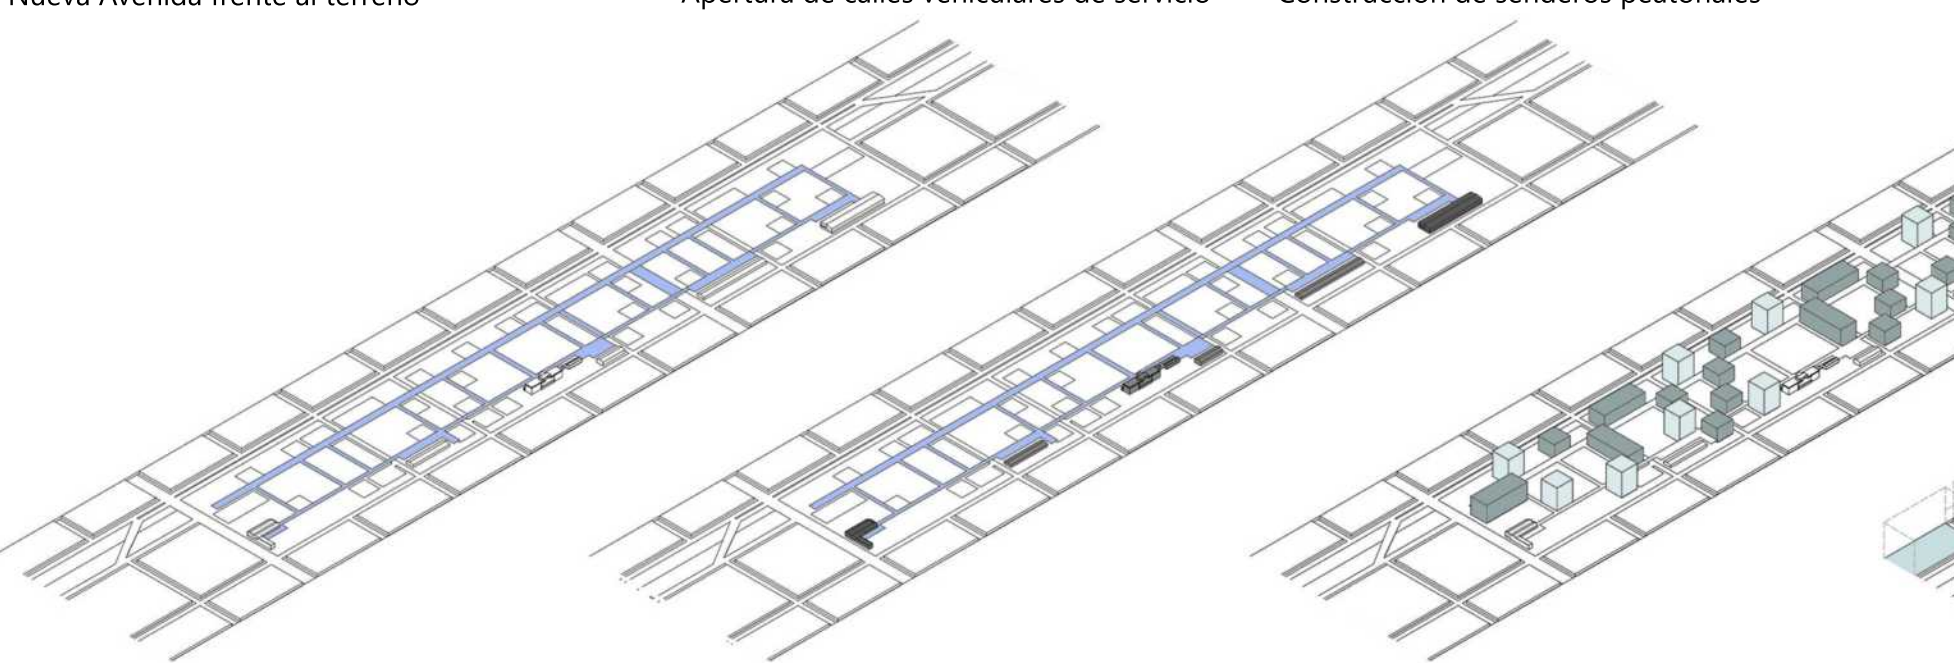 Nueva Avenida frente al terreno
Apertura de calles vehiculares de servicio
Construcción de senderos peatonales